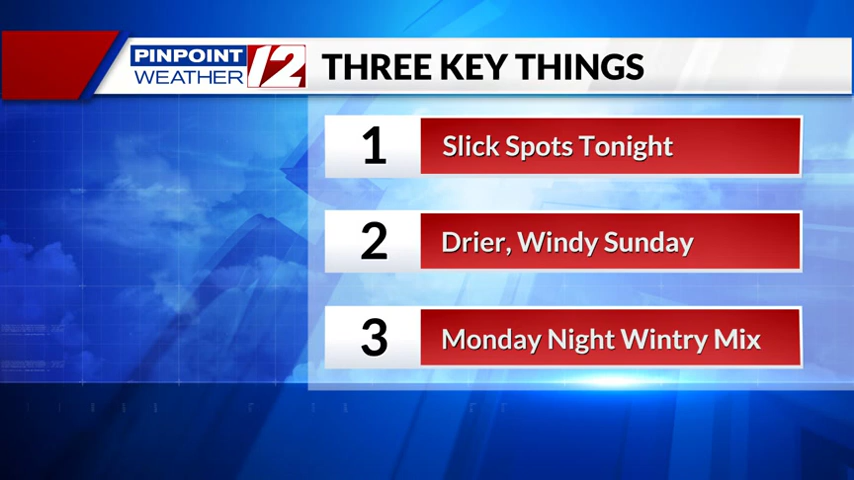 PINPOINT
WEATHER 12
THREE KEY THINGS
1 Slick Spots Tonight
2 Drier, Windy Sunday
3 Monday Night Wintry Mix